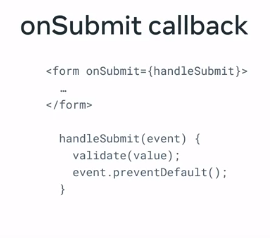 onSubmit callback
<form onSubmit={handleSubmit}>
…
</form>
handleSubmit(event) {
validate(value);
event.preventDefault();
}